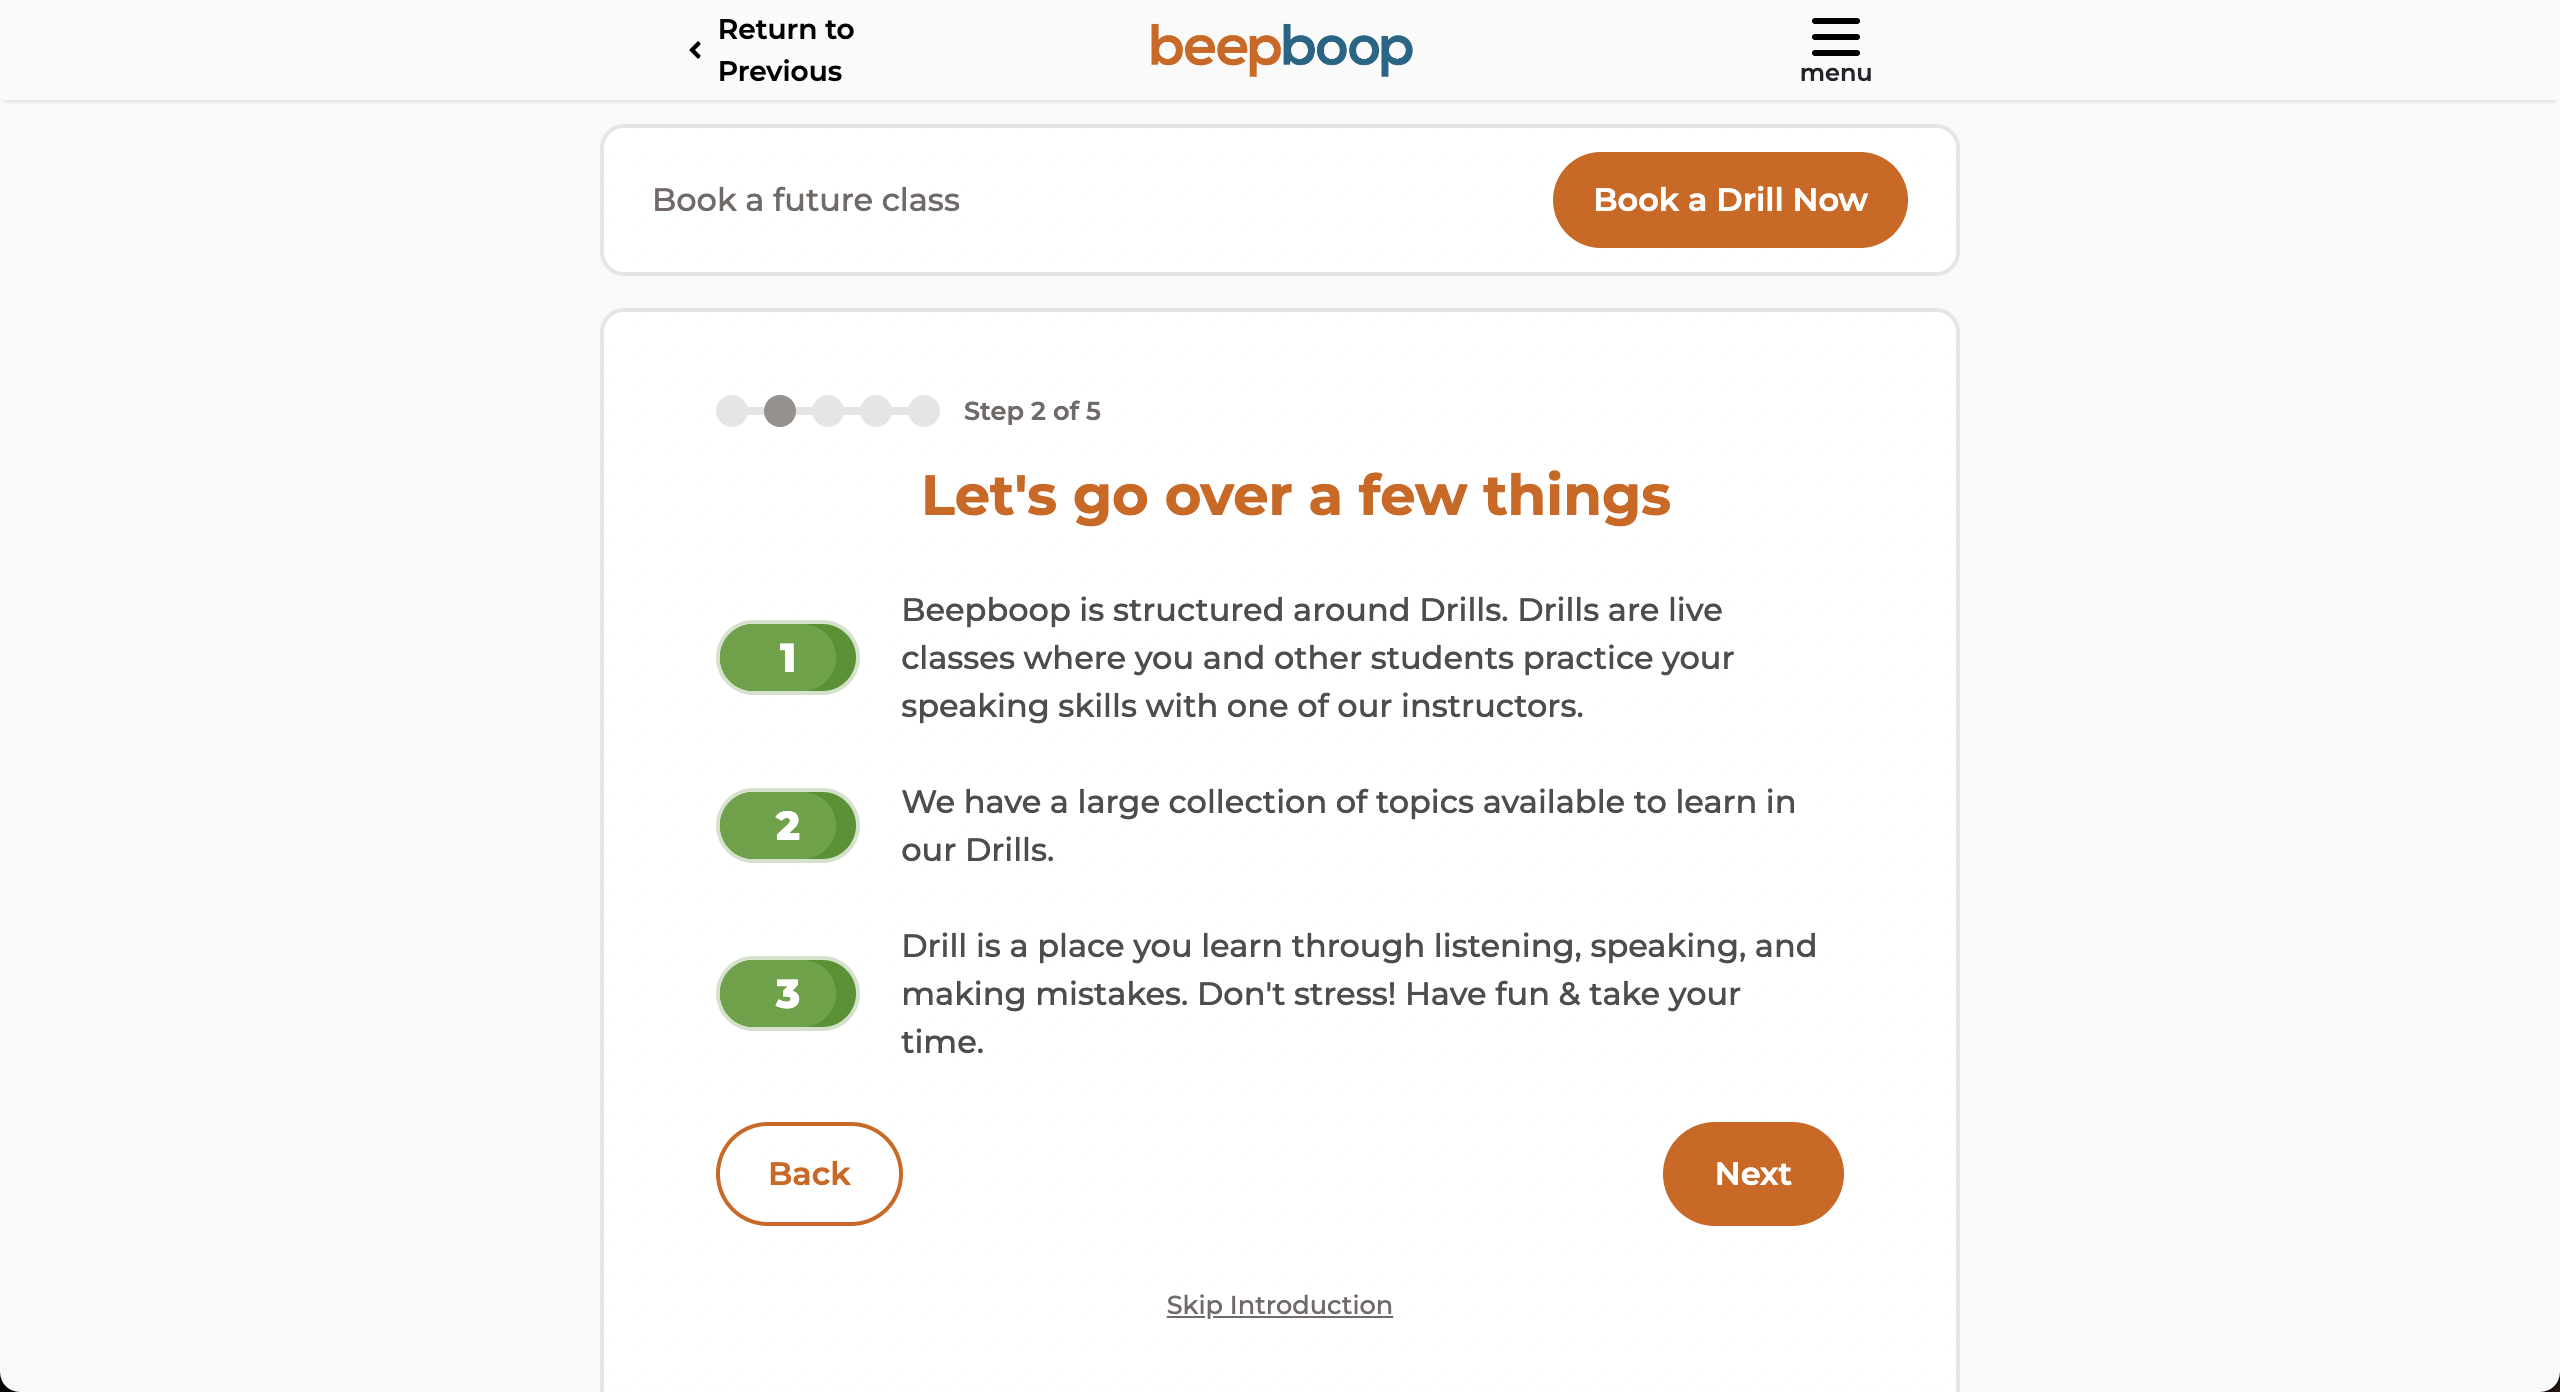 Return to
Previous
beepboop
menu
Book a future class
Book a Drill Now
Step 2 of 5
Let's go over a few things
1
Beepboop is structured around Drills. Drills are live
classes where you and other students practice your
speaking skills with one of our instructors.
2
We have a large collection of topics available to learn in
our Drills.
3
Drill is a place you learn through listening, speaking, and
making mistakes. Don't stress! Have fun & take your
time.
Back
Next
Skip Introduction